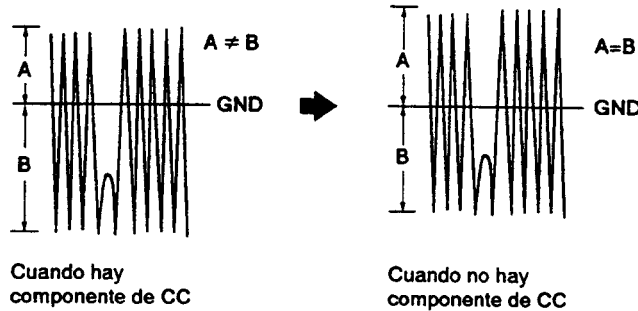 A
B
A ≠ B
GND
Cuando hay
componente de CC
A
B
A=B
GND
Cuando no hay
componente de CC